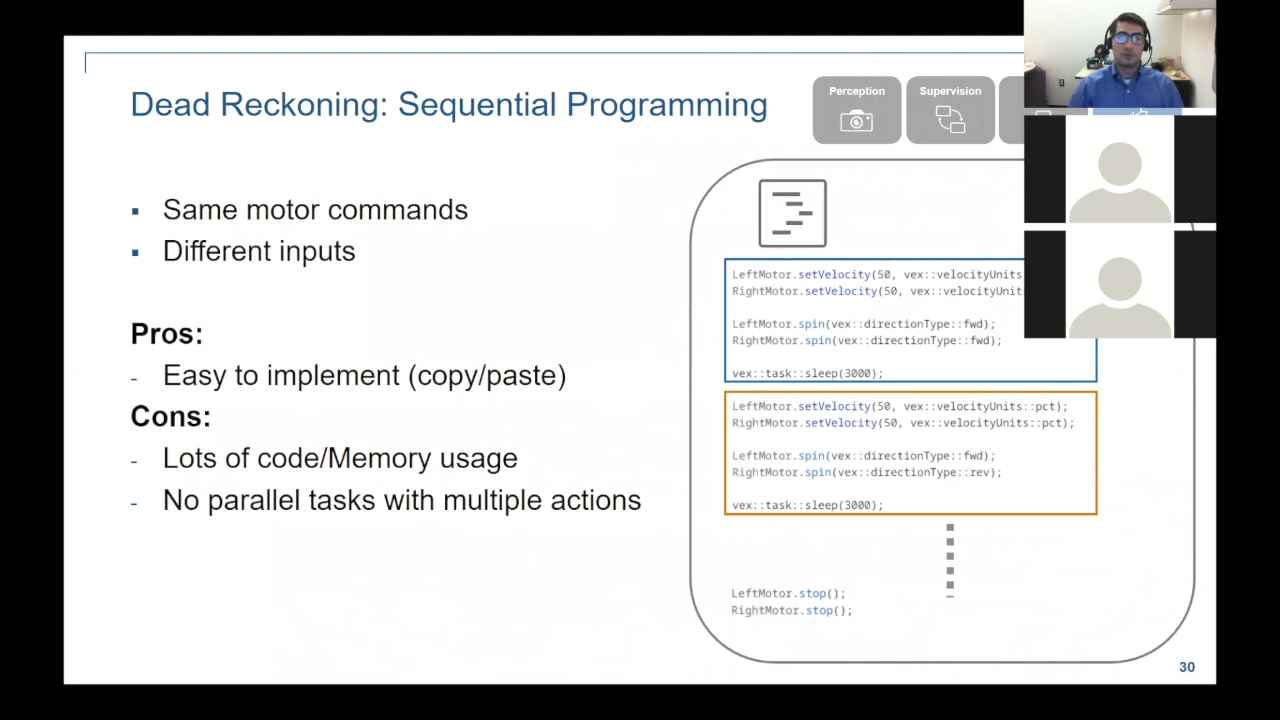 Dead Reckoning: Sequential Programming
Perception
Supervision
▪ Same motor commands
▪ Different inputs
Pros:
- Easy to implement (copy/paste)
Cons:
- Lots of code/Memory usage
- No parallel tasks with multiple actions
LeftMotor.setVelocity(50, vex::velocityUnits
RightMotor.setVelocity(50, vex::velocityUnit
LeftMotor.spin(vex::directionType::fwd);
RightMotor.spin(vex::directionType::fwd);
vex::task::sleep(3000);
LeftMotor.setVelocity(50, vex::velocityUnits::pct);
RightMotor.setVelocity(50, vex::velocityUnits::pct);
LeftMotor.spin(vex::directionType::fwd);
RightMotor.spin(vex::directionType::rev);
vex::task::sleep(3000);
LeftMotor.stop();
RightMotor.stop();
30